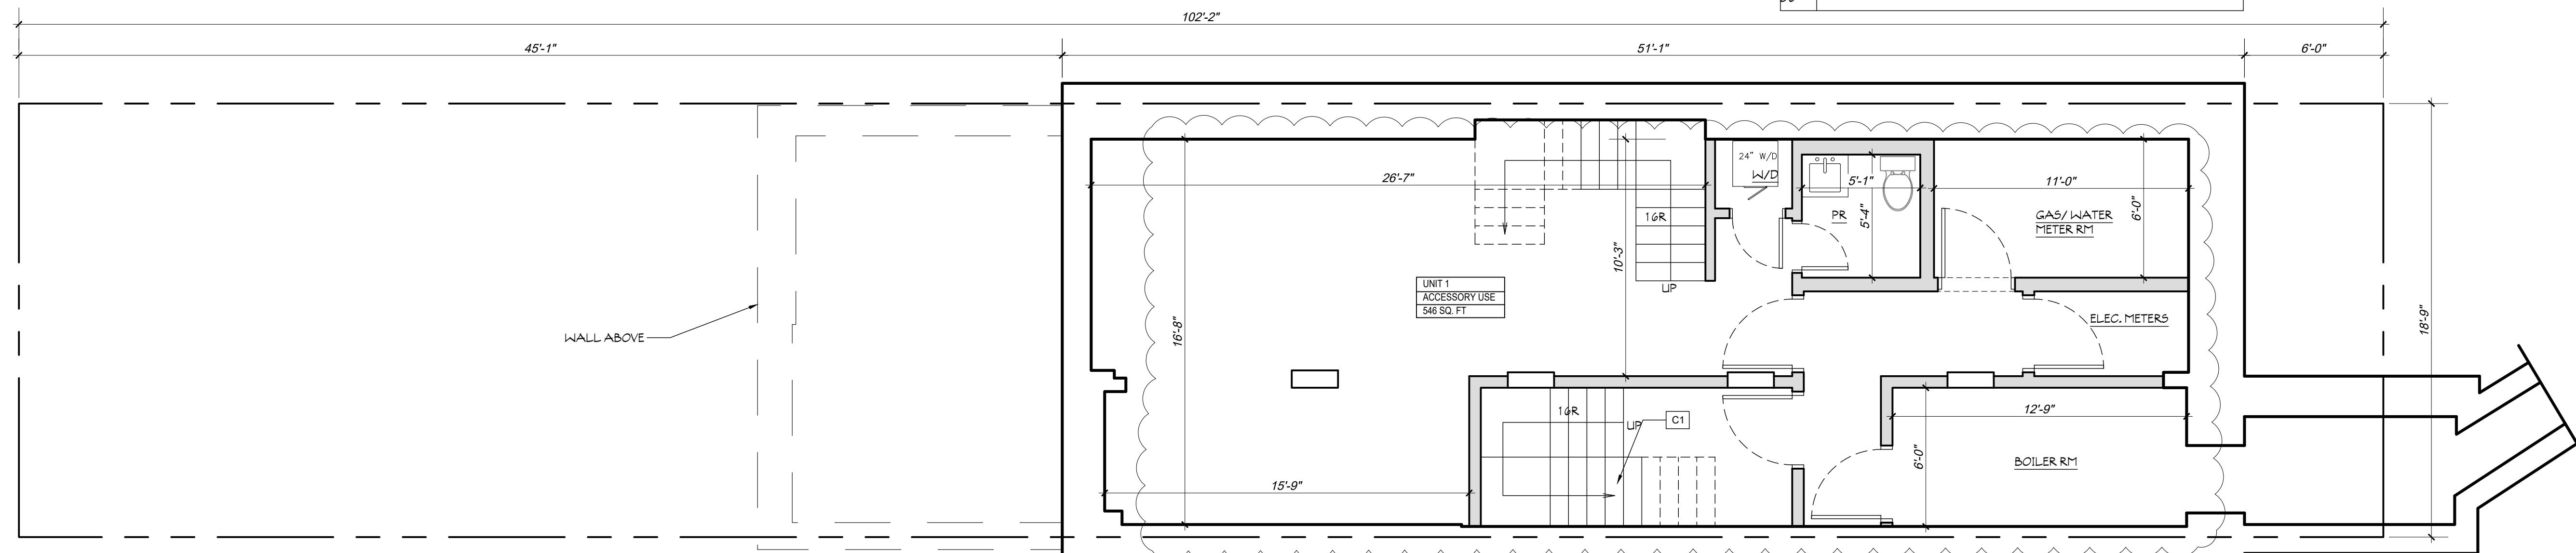 102'-2"
45'-1"
51'-1"
6'-0"
26'-7"
24" W/D
W/D
5'-1"
11'-0"
16R
PR
5'-4"
GAS/ WATER
METER RM
6'-0"
10'-3"
UNIT 1
ACCESSORY USE
546 SQ. FT
UP
16'-8"
WALL ABOVE
ELEC. METERS
18'-9"
16R
UP
C1
12'-9"
6'-0"
BOILER RM
15'-9"